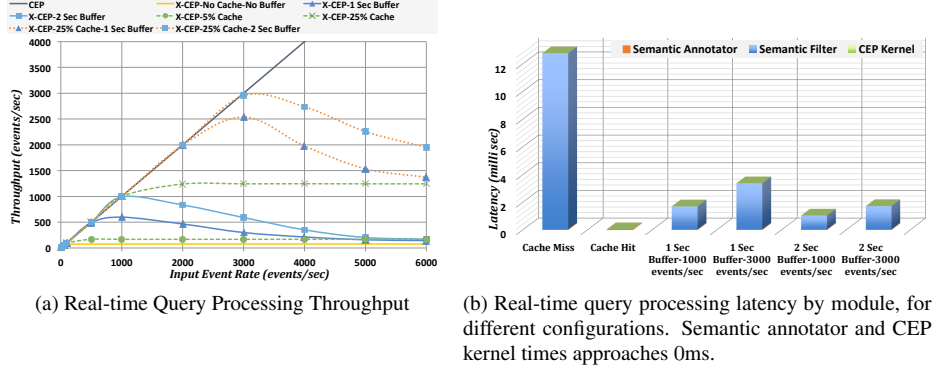 CEP X-CEP-No Cache-No Buffer X-CEP-1 Sec Buffer
X-CEP-2 Sec Buffer X-CEP-5% Cache X-CEP-25% Cache
X-CEP-25% Cache-1 Sec Buffer X-CEP-25% Cache-2 Sec Buffer
Throughput (events/sec)
4000
3500
3000
2500
2000
1500
1000
500
0
0 1000 2000 3000 4000 5000 6000
Input Event Rate (events/sec)
(a) Real-time Query Processing Throughput
Semantic Annotator Semantic Filter CEP Kernel
Latency (milli sec)
12
10
8
6
4
2
0
Cache Miss Cache Hit 1 Sec 1 Sec 2 Sec 2 Sec
Buffer-1000 Buffer-3000 Buffer-1000 Buffer-3000
events/sec events/sec events/sec events/sec
(b) Real-time query processing latency by module, for
different configurations. Semantic annotator and CEP
kernel times approaches 0ms.